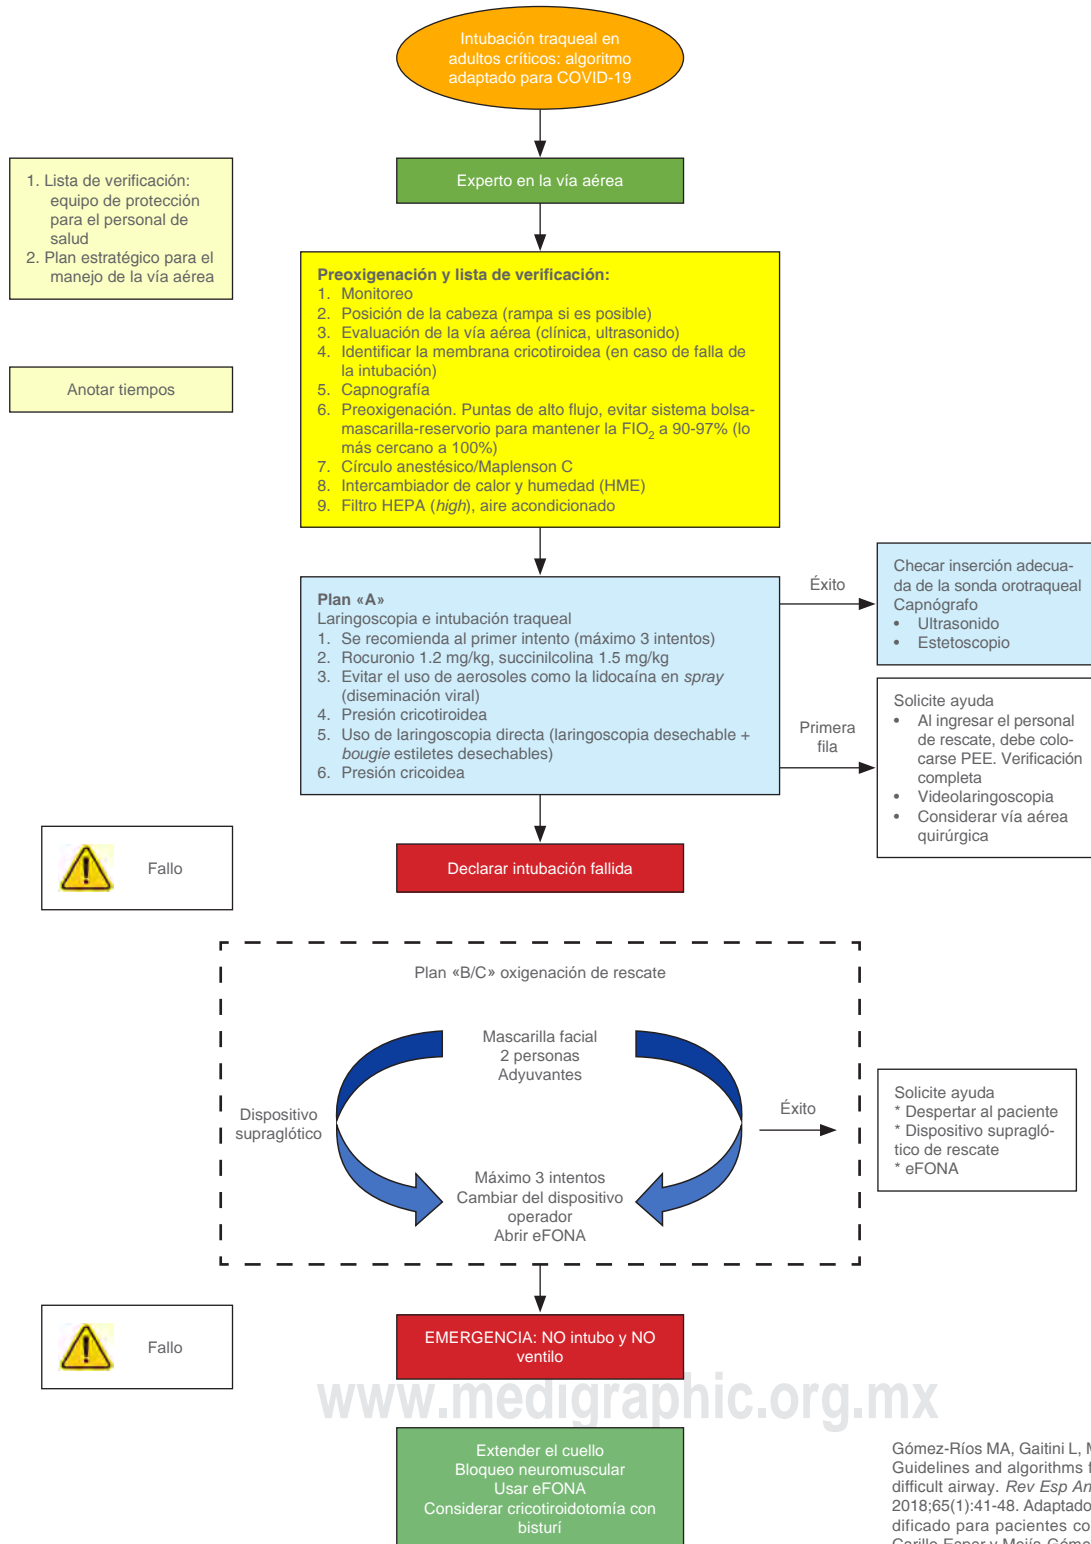 Intubación traqueal en
adultos críticos: algoritmo
adaptado para COVID-19
1. Lista de verificación:
equipo de protección
para el personal de
salud
2. Plan estratégico para el
manejo de la vía aérea
Experto en la vía aérea
Anotar tiempos
Preoxigenación y lista de verificación:
1. Monitoreo
2. Posición de la cabeza (rampa si es posible)
3. Evaluación de la vía aérea (clínica, ultrasonido)
4. Identificar la membrana cricotiroidea (en caso de falla de
la intubación)
5. Capnografía
6. Preoxigenación. Puntas de alto flujo, evitar sistema bolsa-
mascarilla-reservorio para mantener la FIO2 a 90-97% (lo
más cercano a 100%)
7. Círculo anestésico/Maplenson C
8. Intercambiador de calor y humedad (HME)
9. Filtro HEPA (high), aire acondicionado
Plan «A»
Laringoscopia e intubación traqueal
1. Se recomienda al primer intento (máximo 3 intentos)
2. Rocuronio 1.2 mg/kg, succinilcolina 1.5 mg/kg
3. Evitar el uso de aerosoles como la lidocaína en spray
(diseminación viral)
4. Presión cricotiroidea
5. Uso de laringoscopia directa (laringoscopia desechable +
bougie estiletes desechables)
6. Presión cricoidea
Éxito
Checar inserción adecua-
da de la sonda orotraqueal
Capnógrafo
• Ultrasonido
• Estetoscopio
Primera
fila
Solicite ayuda
• Al ingresar el personal
de rescate, debe colo-
carse PEE. Verificación
completa
• Videolaringoscopia
• Considerar vía aérea
quirúrgica
Fallo
Declarar intubación fallida
Plan «B/C» oxigenación de rescate
Mascarilla facial
2 personas
Adyuvantes
Dispositivo
supraglótico
Máximo 3 intentos
Cambiar del dispositivo
operador
Abrir eFONA
Éxito
Solicite ayuda
* Despertar al paciente
* Dispositivo supragló-
tico de rescate
* eFONA
Fallo
EMERGENCIA: NO intubo y NO
ventilo
www.medigraphic.org.mx
Extender el cuello
Bloqueo neuromuscular
Usar eFONA
Considerar cricotiroidotomía con
bisturí
Gómez-Ríos MA, Gaitini L, M
Guidelines and algorithms f
difficult airway. Rev Esp An
2018;65(1):41-48. Adaptado
dificado para pacientes co
Carillo Esper y Mejía Góme